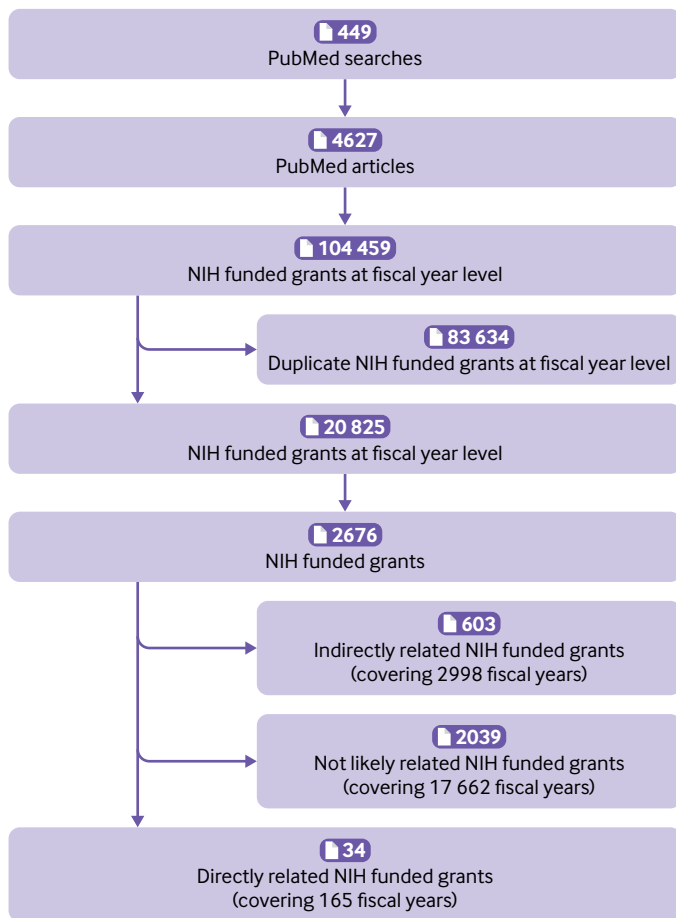 449
PubMed searches
4627
PubMed articles
104 459
NIH funded grants at fiscal year level
83 634
Duplicate NIH funded grants at fiscal year level
20 825
NIH funded grants at fiscal year level
2676
NIH funded grants
603
Indirectly related NIH funded grants
(covering 2998 fiscal years)
2039
Not likely related NIH funded grants
(covering 17 662 fiscal years)
34
Directly related NIH funded grants
(covering 165 fiscal years)